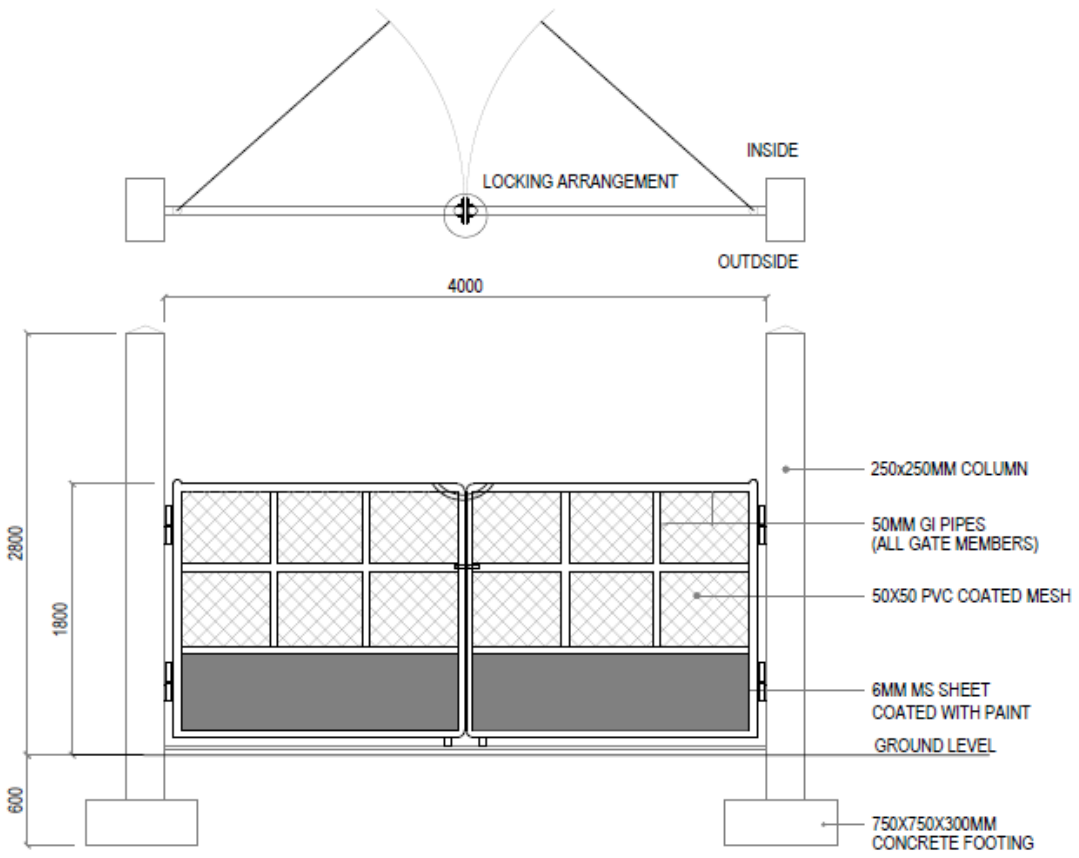 INSIDE
LOCKING ARRANGEMENT
OUTDSIDE
4000
250x250MM COLUMN
50MM GI PIPES
(ALL GATE MEMBERS)
2800
50X50 PVC COATED MESH
1800
6MM MS SHEET
COATED WITH PAINT
GROUND LEVEL
600
750X750X300MM
CONCRETE FOOTING